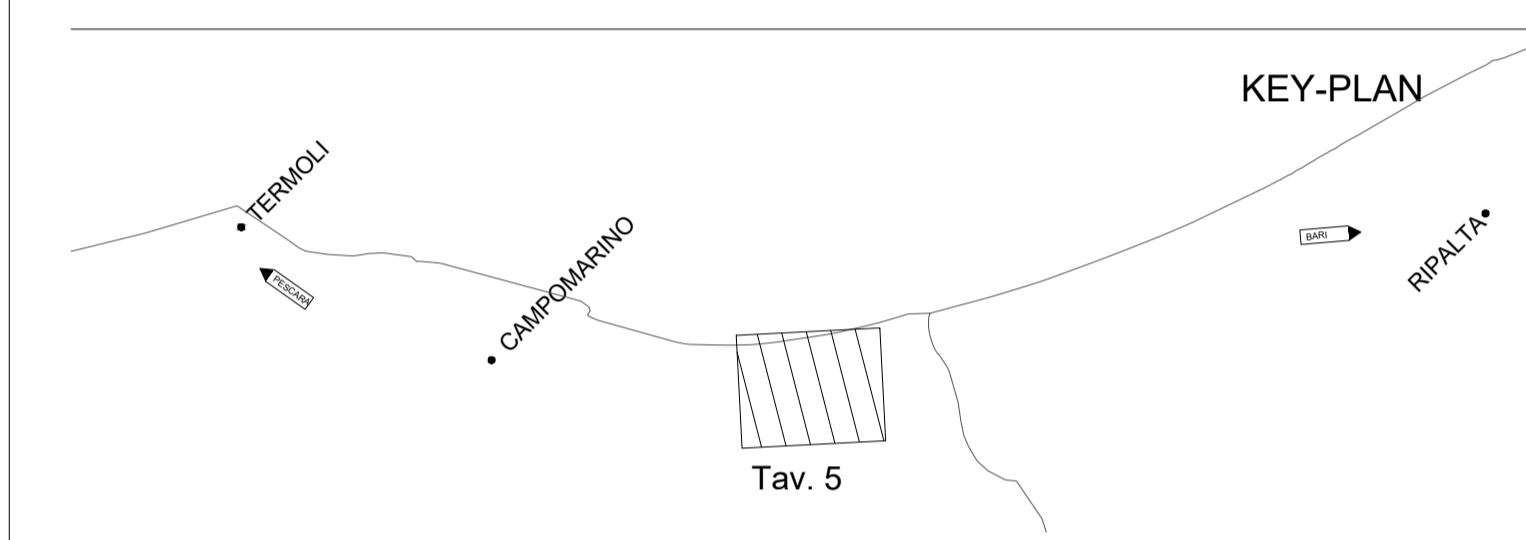 KEY-PLAN
TERMOLI
PESCARA
CAMPOMARINO
BARI
RIPALTA
Tav. 5